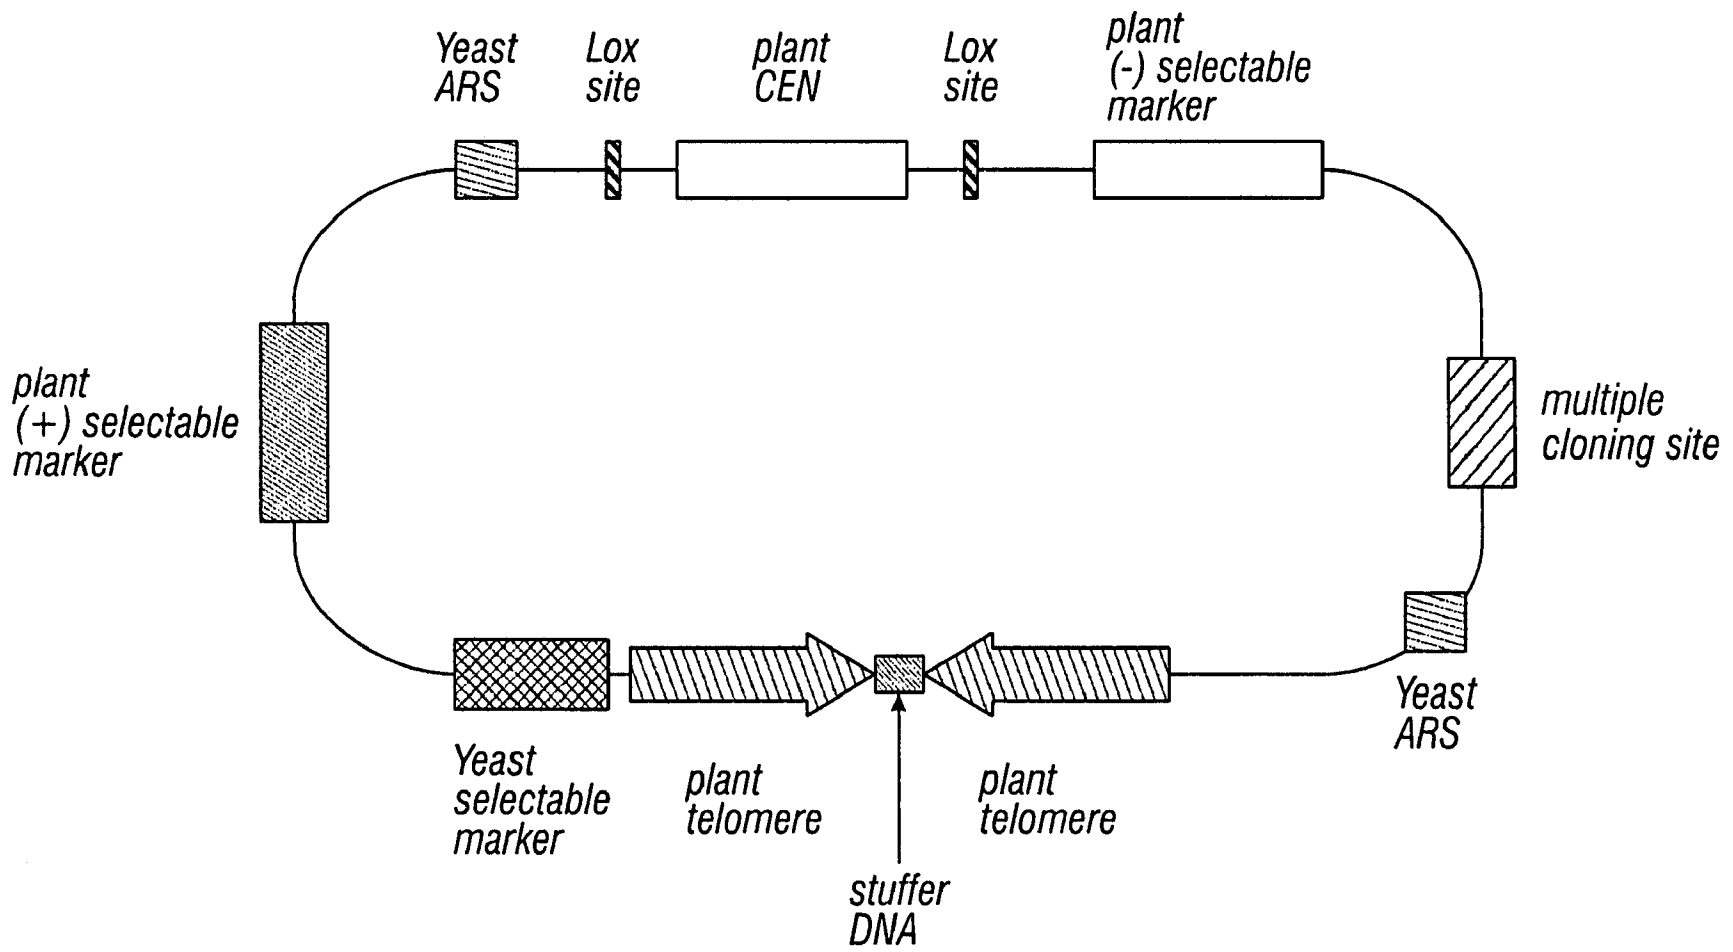 Yeast
ARS
Lox
site
plant
CEN
Lox
site
plant
(-) selectable
marker
plant
(+) selectable
marker
multiple
cloning site
Yeast
ARS
Yeast
selectable
marker
plant
telomere
plant
telomere
stuffer
DNA